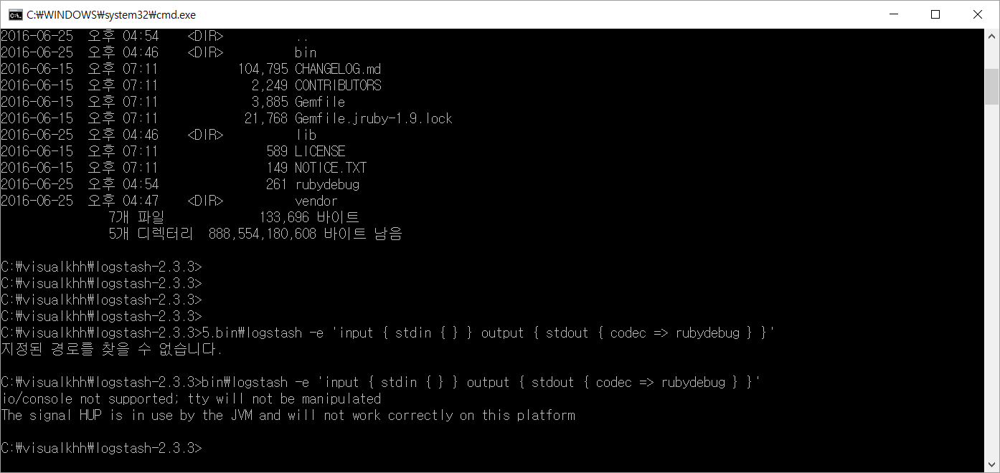 C:\WINDOWS\system32\cmd.exe
2016-06-25  오후 04:54    <DIR>          ..
2016-06-25  오후 04:46    <DIR>          bin
2016-06-15  오후 07:11           104,795 CHANGELOG.md
2016-06-15  오후 07:11             2,249 CONTRIBUTORS
2016-06-15  오후 07:11             3,885 Gemfile
2016-06-15  오후 07:11            21,768 Gemfile.jruby-1.9.lock
2016-06-25  오후 04:46    <DIR>          lib
2016-06-15  오후 07:11               589 LICENSE
2016-06-15  오후 07:11               149 NOTICE.TXT
2016-06-25  오후 04:54               261 rubydebug
2016-06-25  오후 04:47    <DIR>          vendor
7개 파일             133,696 바이트
5개 디렉터리  888,554,180,608 바이트 남음
C:₩visualkhh₩logstash-2.3.3>
C:₩visualkhh₩logstash-2.3.3>
C:₩visualkhh₩logstash-2.3.3>
C:₩visualkhh₩logstash-2.3.3>
C:₩visualkhh₩logstash-2.3.3>5.bin₩logstash -e 'input { stdin { } } output { stdout { codec => rubydebug } }'
지정된 경로를 찾을 수 없습니다.
C:₩visualkhh₩logstash-2.3.3>bin₩logstash -e 'input { stdin { } } output { stdout { codec => rubydebug } }'
io/console not supported; tty will not be manipulated
The signal HUP is in use by the JVM and will not work correctly on this platform
C:₩visualkhh₩logstash-2.3.3>